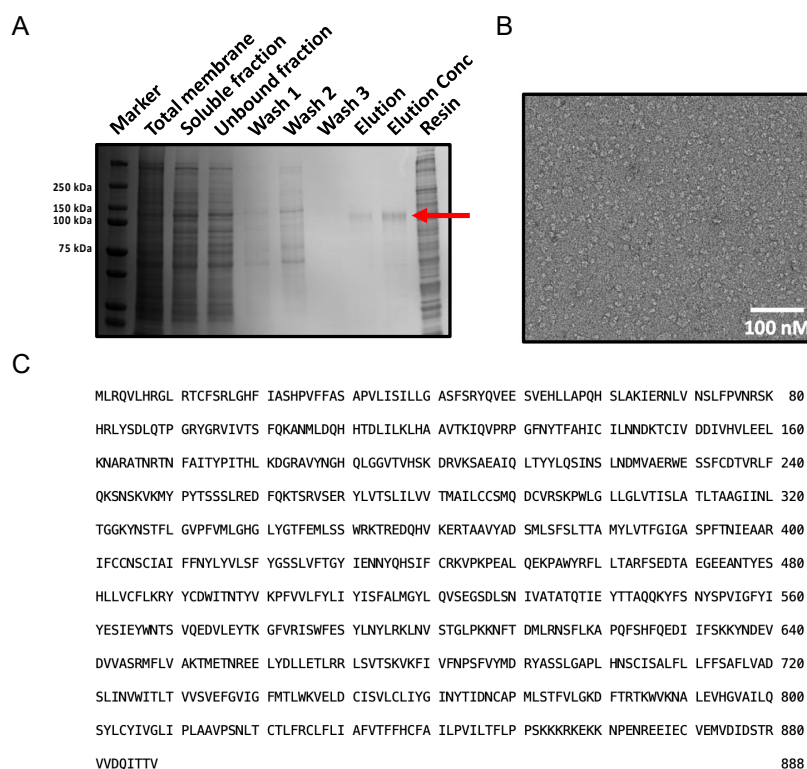 A
B
Marker
Total membrane
Soluble fraction
Unbound fraction
Wash 1
Wash 2
Wash 3
Elution
Elution Conc
Resin
250 kDa
150 kDa
100 kDa
75 kDa
100 nM
C
MLRQVLHRGL RTCFSRLGHF IASHPVFFAS APVLISILLG ASFSRYQVEE SVEHLLAPQH SLAKIERNLV NSLFPVNRSK 80
HRLYSDLQTP GRYGRVIVTS FQKANMLDQH HTDLILKLHA AVTKIQVPRP GFNYTFAHIC ILNNDKTCIV DDIVHVLEEL 160
KNARATNRTN FAITYPITHL KDGRAVYNGH QLGGVTVHSK DRVKSAEAIQ LTYYLQSINS LNDMVAERWE SSFCDTVRLF 240
QKSNSKVKMY PYTSSSLRED FQKTSRVSER YLVTSLILVV TMAILCCSMQ DCVRSKPWLG LLGLVTISLA TLTAAGIINL 320
TGGKYNSTFL GVPFVMLGHG LYGTFEMLSS WRKTREDQHV KERTAAVYAD SMLSFSLTTA MYLVTFGIGA SPFTNIEAAR 400
IFCCNSCIAI FFNYLYVLSF YGSSLVFTGY IENNYQHSIF CRKVPKPEAL QEKPAWYRFL LTARFSEDTA EGEEANTYES 480
HLLVCFLKRY YCDWITNTYV KPFVVLFYLI YISFALMGYL QVSEGSDLSN IVATATQTIE YTTAQQKYFS NYSPVIGFYI 560
YESIEYWNTS VQEDVLEYTK GFVRISWFES YLNYLRKLNV STGLPKKNFT DMLRNSFLKA PQFSHFQEDI IFSKKYNDEV 640
DVVASRMFLV AKTMETNREE LYDLLETLRR LSVTSKVKFI VFNPSFVYMD RYASSLGAPL HNSCISALFL LFFSAFLVAD 720
SLINVWITLT VVSVEFGVIG FMTLWKVELD CISVLCLIYG INYTIDNCAP MLSTFVLGKD FTRTKWVKNA LEVHGVAILQ 800
SYLCYIVGLI PLAAVPSNLT CTLFRCLFLI AFVTFFHCFA ILPVILTFLP PSKKKRKEKK NPENREEIEC VEMVDIDSTR 880
VVDQITTV 888